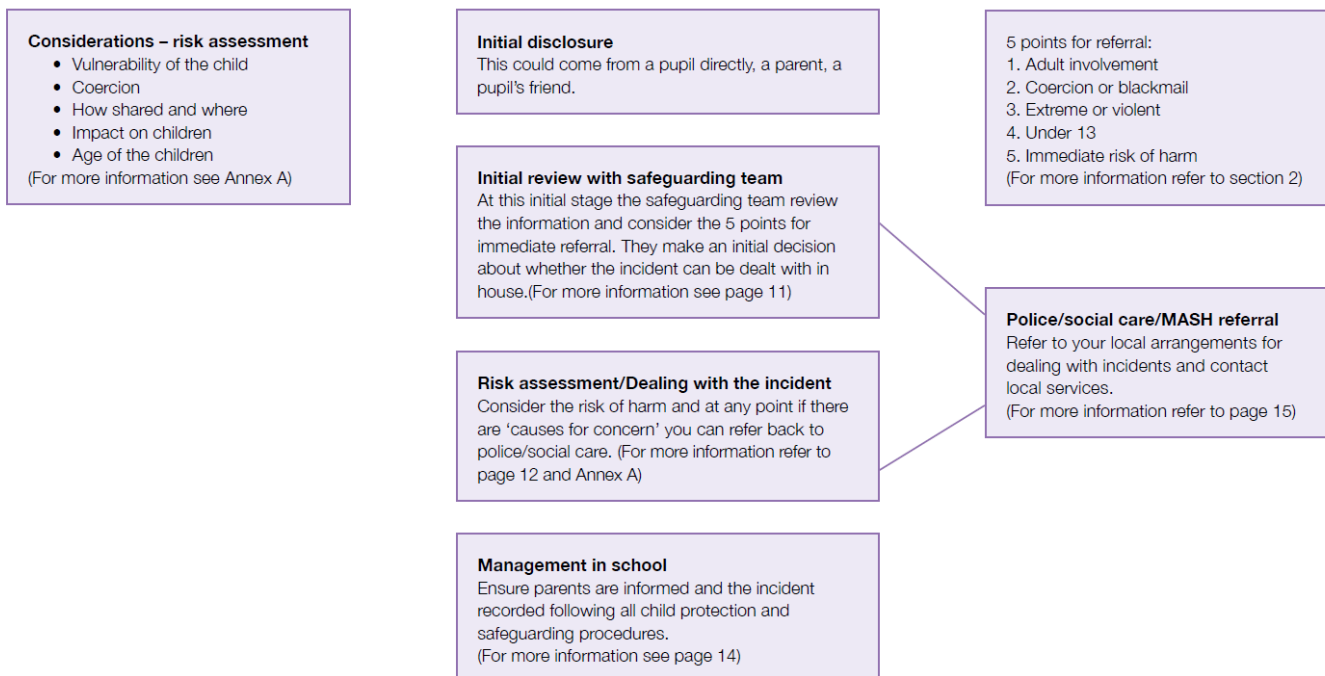 Considerations – risk assessment
• Vulnerability of the child
• Coercion
• How shared and where
• Impact on children
• Age of the children
(For more information see Annex A)
Initial disclosure
This could come from a pupil directly, a parent, a
pupil's friend.
5 points for referral:
1. Adult involvement
2. Coercion or blackmail
3. Extreme or violent
4. Under 13
5. Immediate risk of harm
(For more information refer to section 2)
Initial review with safeguarding team
At this initial stage the safeguarding team review
the information and consider the 5 points for
immediate referral. They make an initial decision
about whether the incident can be dealt with in
house.(For more information see page 11)
Police/social care/MASH referral
Refer to your local arrangements for
dealing with incidents and contact
local services.
(For more information refer to page 15)
Risk assessment/Dealing with the incident
Consider the risk of harm and at any point if there
are ‘causes for concern’ you can refer back to
police/social care. (For more information refer to
page 12 and Annex A)
Management in school
Ensure parents are informed and the incident
recorded following all child protection and
safeguarding procedures.
(For more information see page 14)